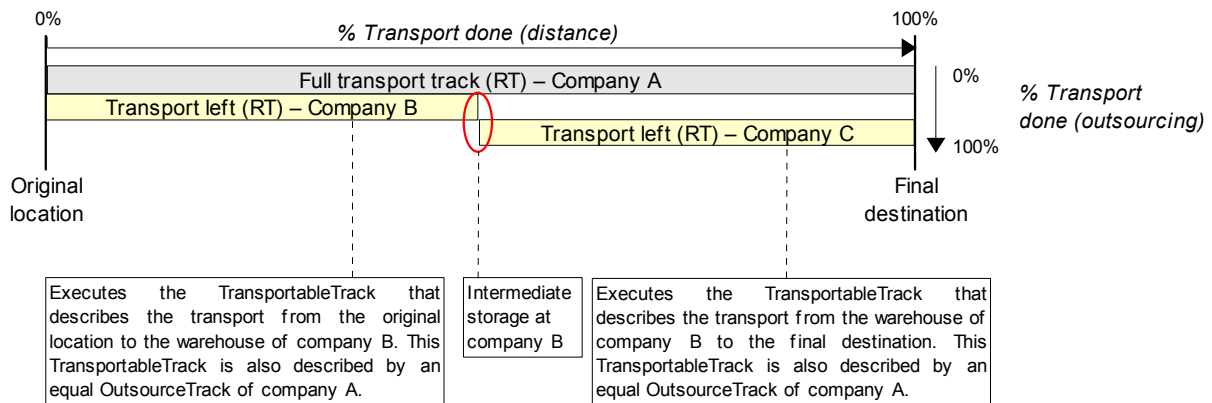 0%
100%
% Transport done (distance)
Full transport track (RT) – Company A
0%
% Transport
done (outsourcing)
Transport left (RT) – Company B
Transport left (RT) – Company C
100%
Original
location
Final
destination
Executes the TransportableTrack that
describes the transport from the original
location to the warehouse of company B. This
TransportableTrack is also described by an
equal OutsourceTrack of company A.
Intermediate
storage at
company B
Executes the TransportableTrack that
describes the transport from the warehouse of
company B to the final destination. This
TransportableTrack is also described by an
equal OutsourceTrack of company A.